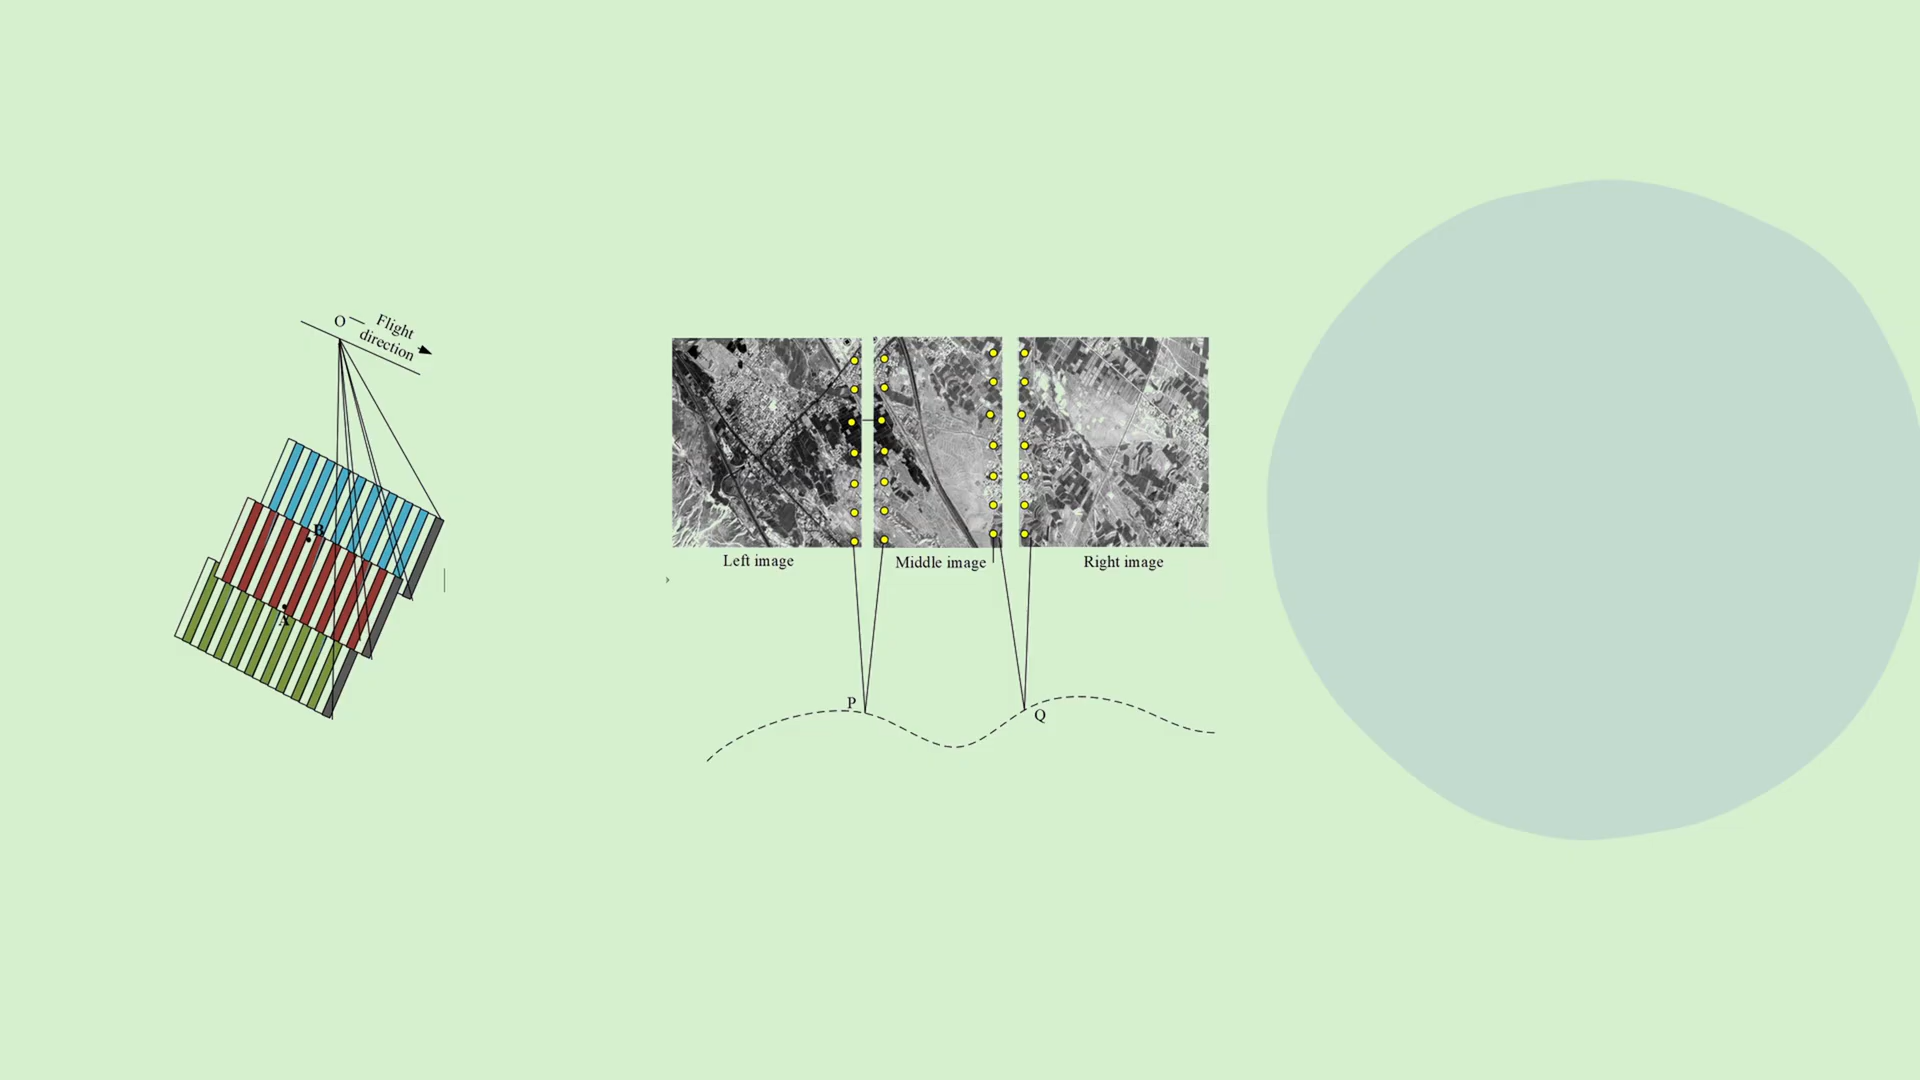 O
Flight
direction
B
A
Left image
Middle image
Right image
P
Q